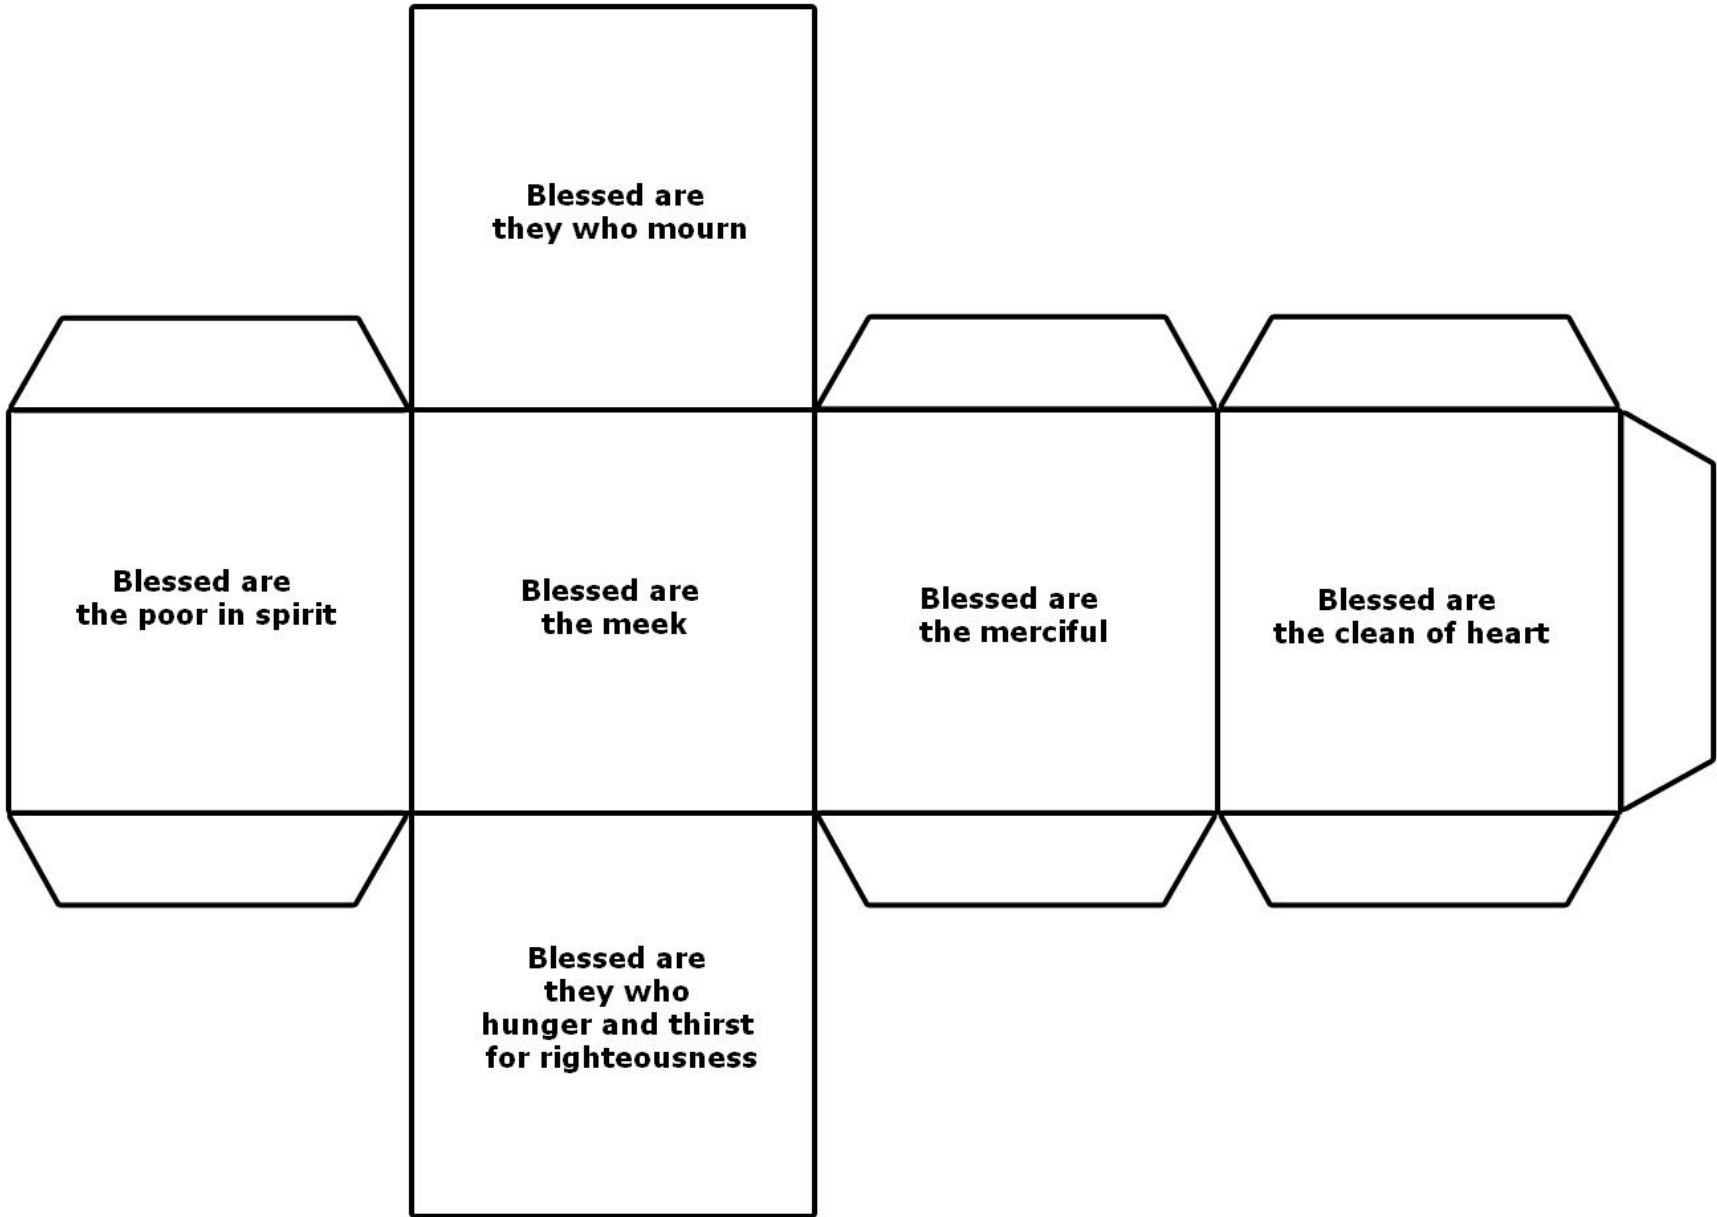 Blessed are
they who mourn
Blessed are
the poor in spirit
Blessed are
the meek
Blessed are
the merciful
Blessed are
the clean of heart
Blessed are
they who
hunger and thirst
for righteousness